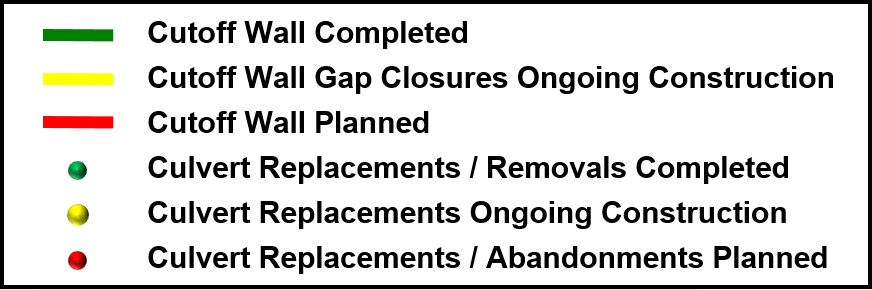 Cutoff Wall Completed
Cutoff Wall Gap Closures Ongoing Construction
Cutoff Wall Planned
Culvert Replacements / Removals Completed
Culvert Replacements Ongoing Construction
Culvert Replacements / Abandonments Planned